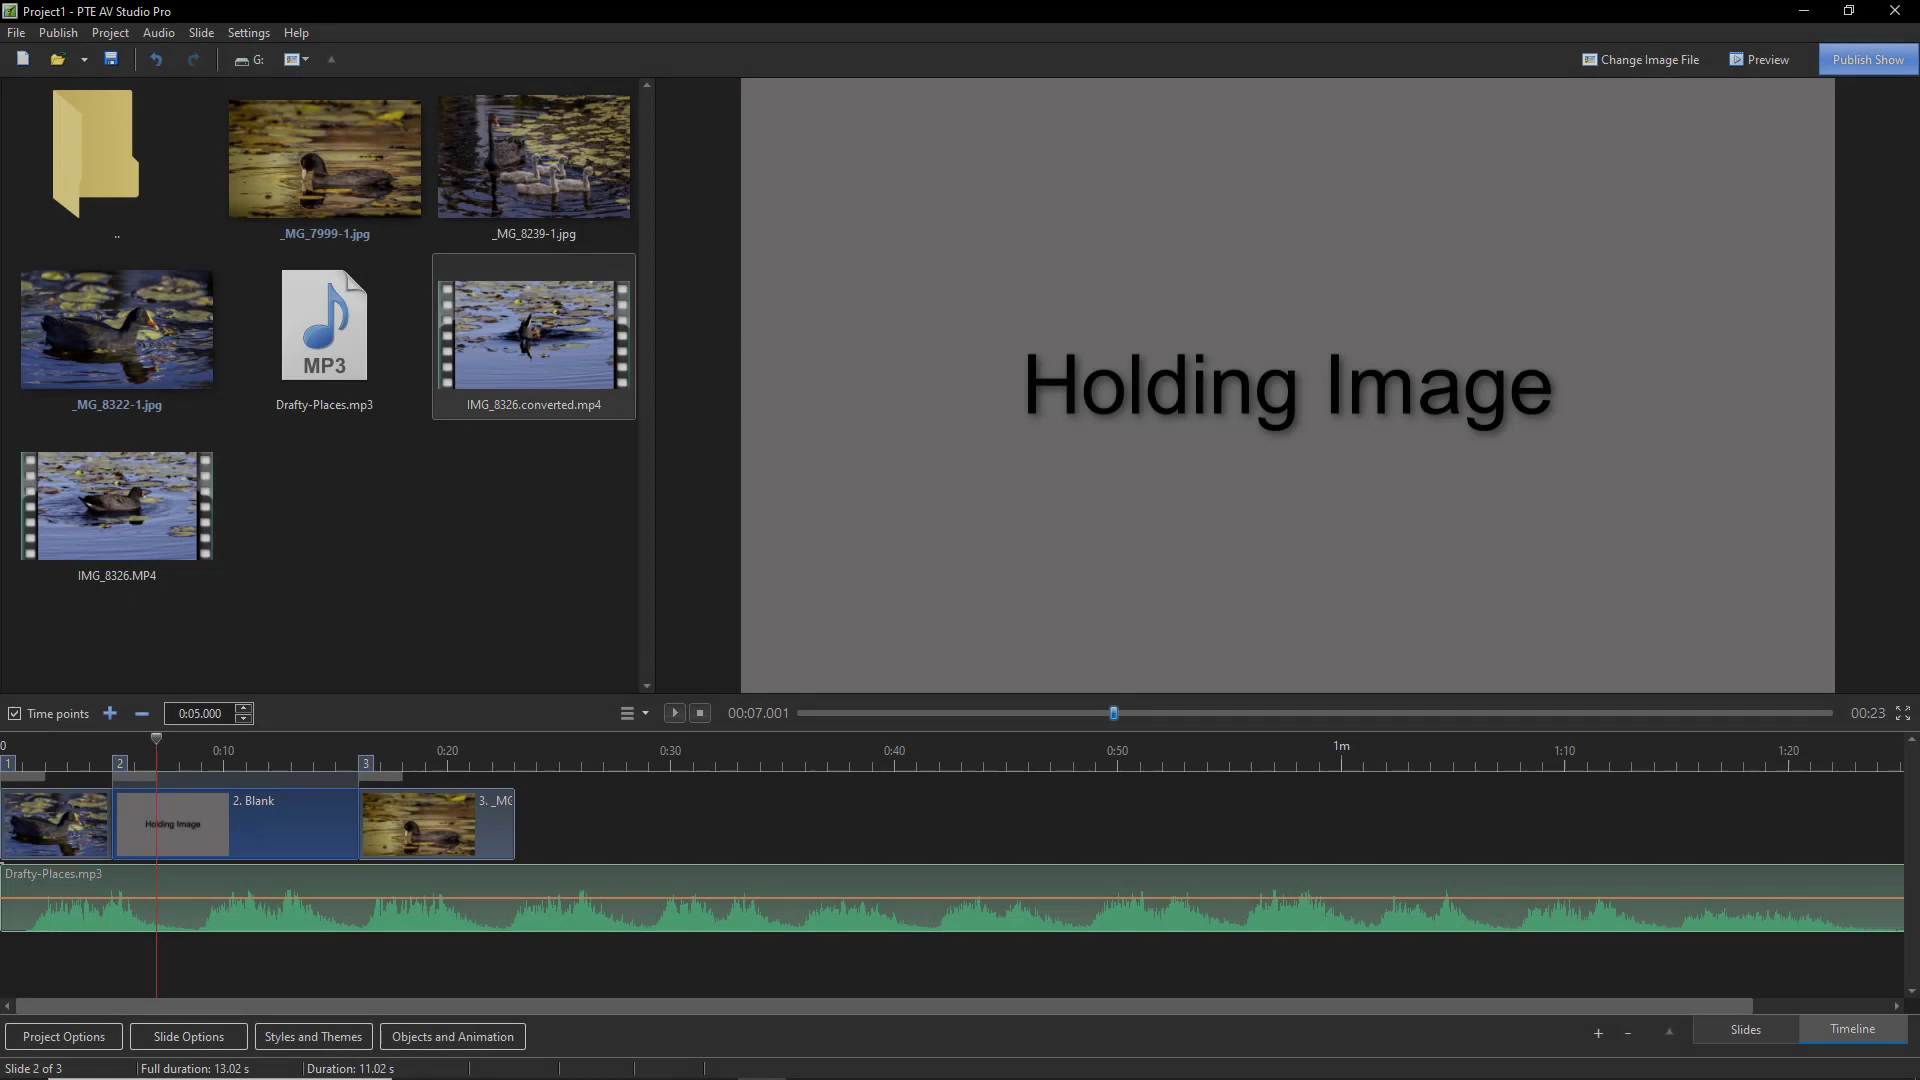 Project1 - PTE AV Studio Pro
File Publish Project Audio Slide Settings Help
G:
Change Image File Preview Publish Show
..
_MG_7999-1.jpg
_MG_8239-1.jpg
_MG_8322-1.jpg
MP3
Drafty-Places.mp3
IMG_8326.converted.mp4
IMG_8326.MP4
Holding Image
Time points 0:05.000 00:07.001 00:23
0 0:10 0:20 0:30 0:40 0:50 1m 1:10 1:20
1 2 3
Holding Image
2. Blank
3. _MG
Drafty-Places.mp3
Project Options Slide Options Styles and Themes Objects and Animation + - Slides Timeline
Slide 2 of 3 Full duration: 13.02 s Duration: 11.02 s